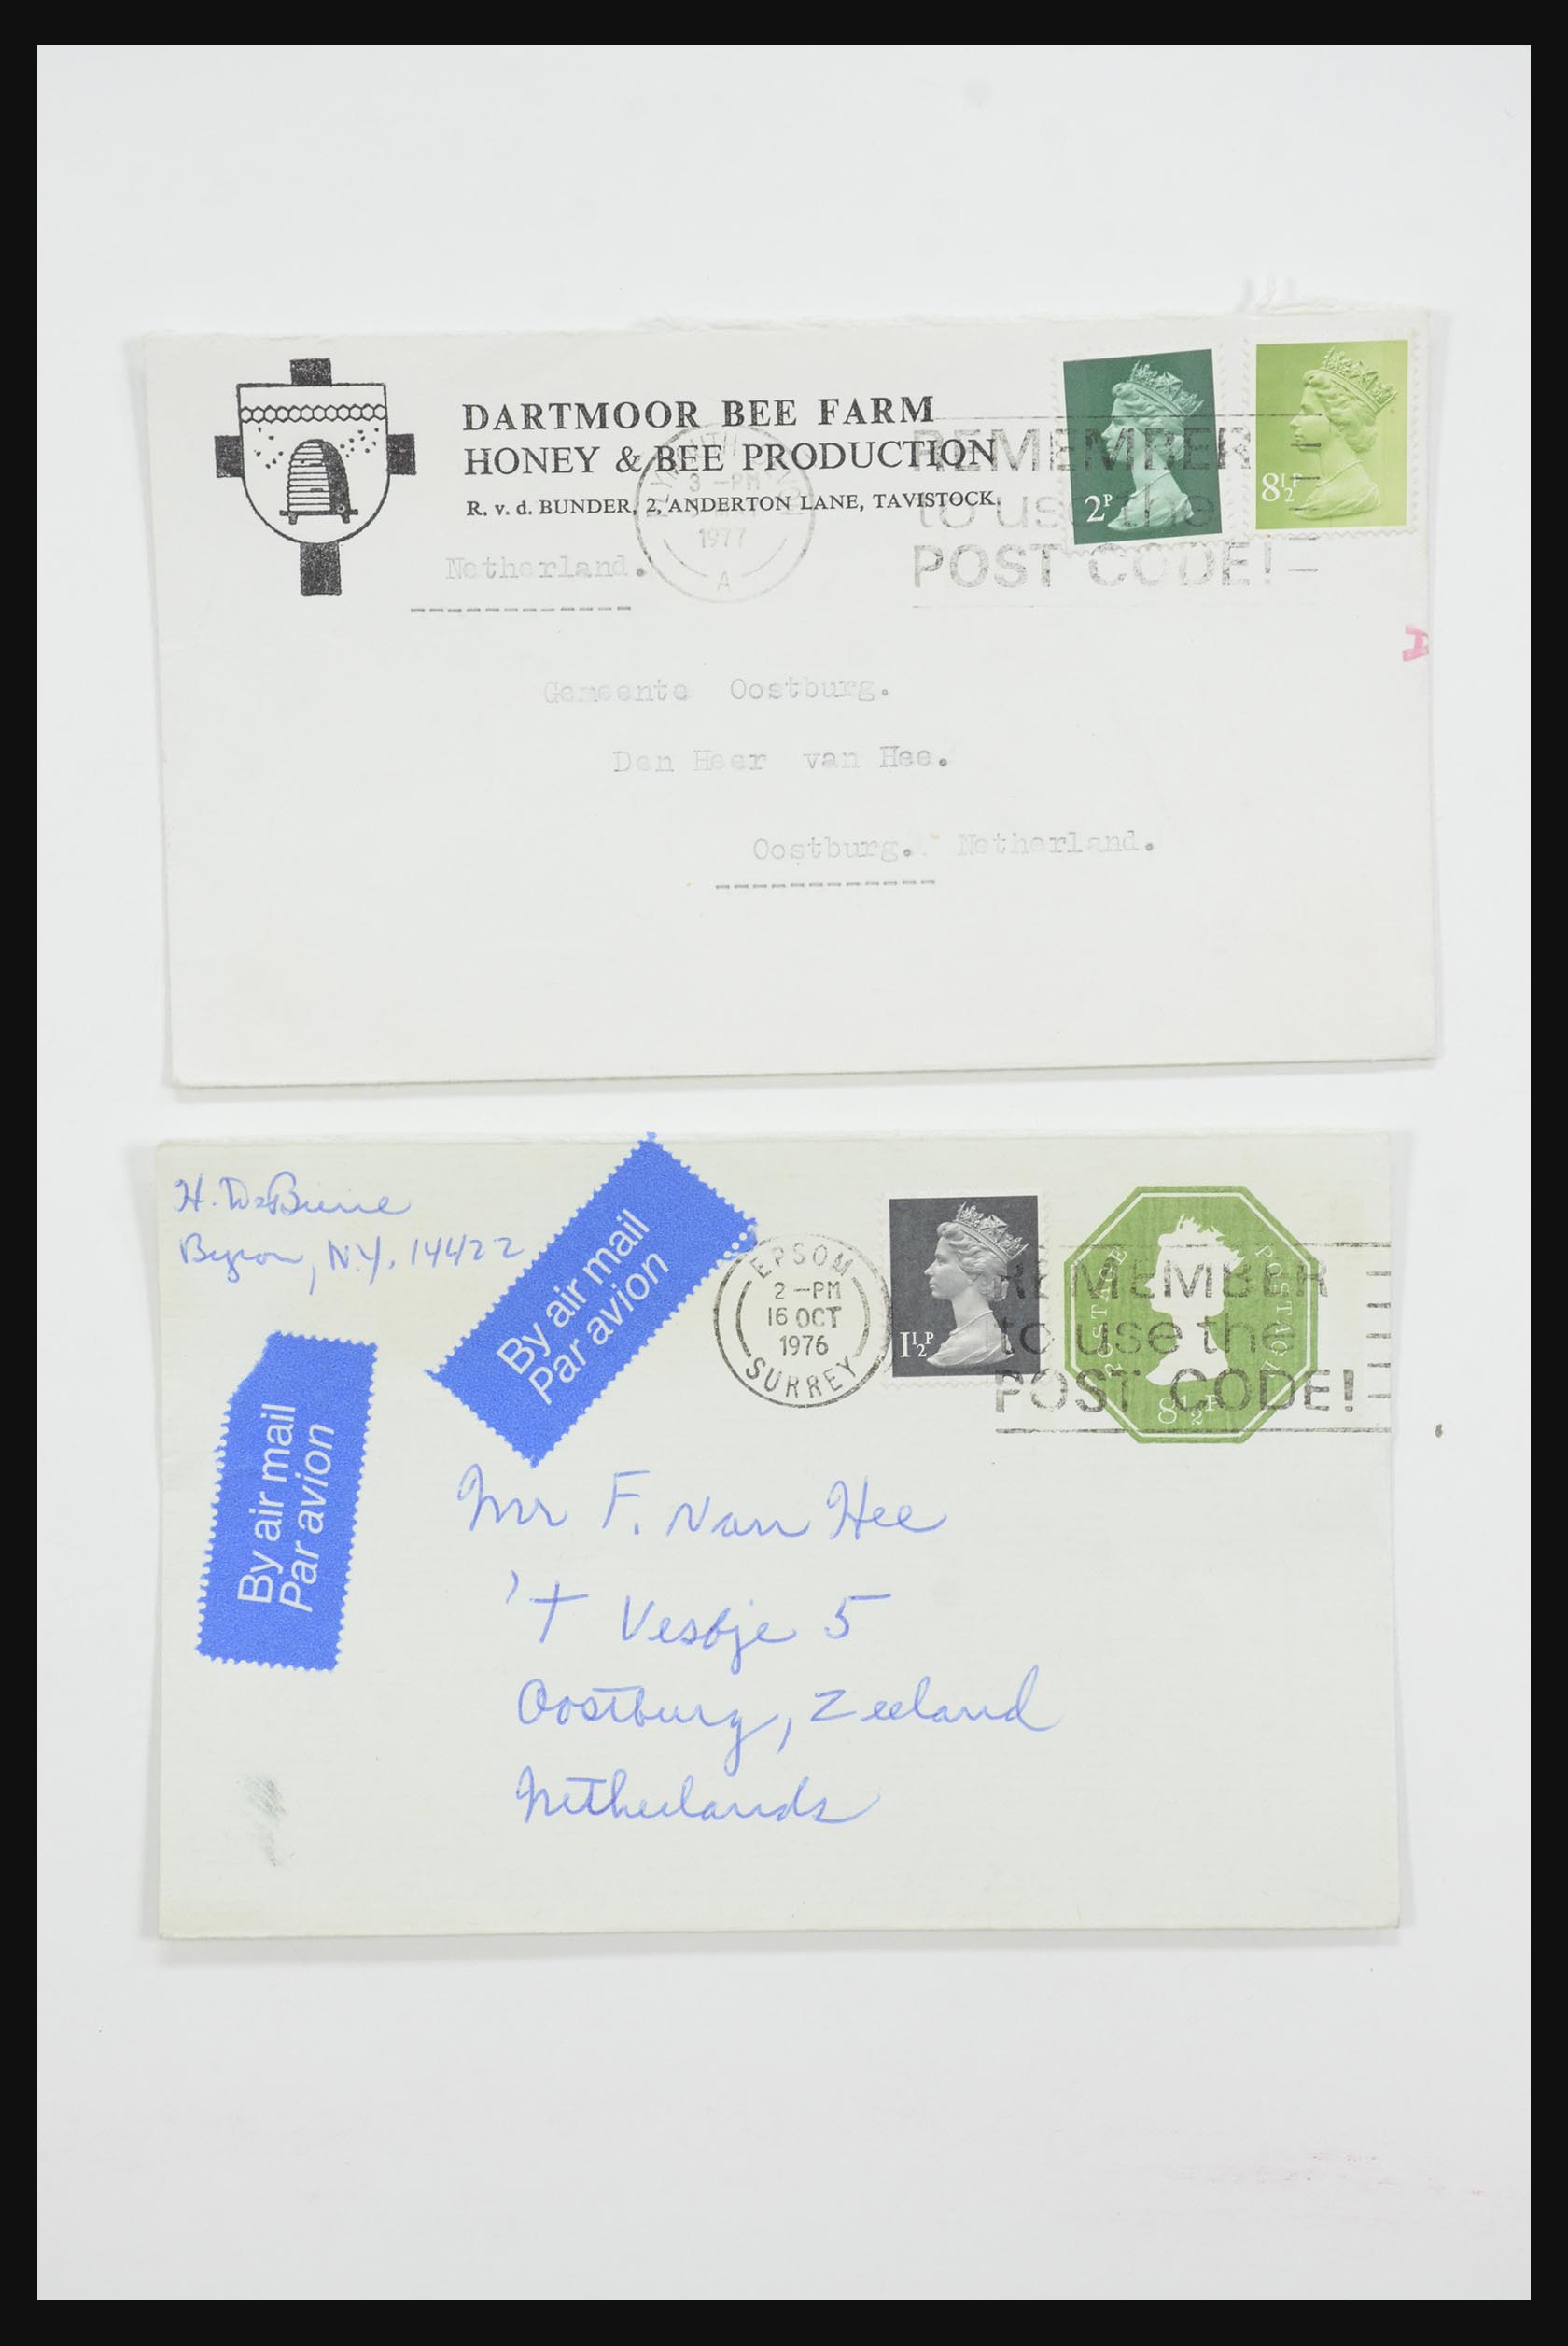 DARTMOOR BEE FARM
HONEY & BEE PRODUCTION
R. v. d. BUNDER, 2, ANDERTON LANE, TAVISTOCK.
3 -PM
1977
A
REMEMBER
to use the
POST CODE!
2P
8½P
Netherland.
Gemeente Oostburg.
Den Heer van Hee.
Oostburg. Netherland.
H. DeBruine
Byron, N.Y. 14422
By air mail
Par avion
By air mail
Par avion
EPSOM
2 -PM
16 OCT
1976
SURREY
1½P
POSTAGE
POSTAGE
8½P
REMEMBER
to use the
POST CODE!
Mr F. Van Hee
't Vestje 5
Oostburg, Zeeland
Netherlands